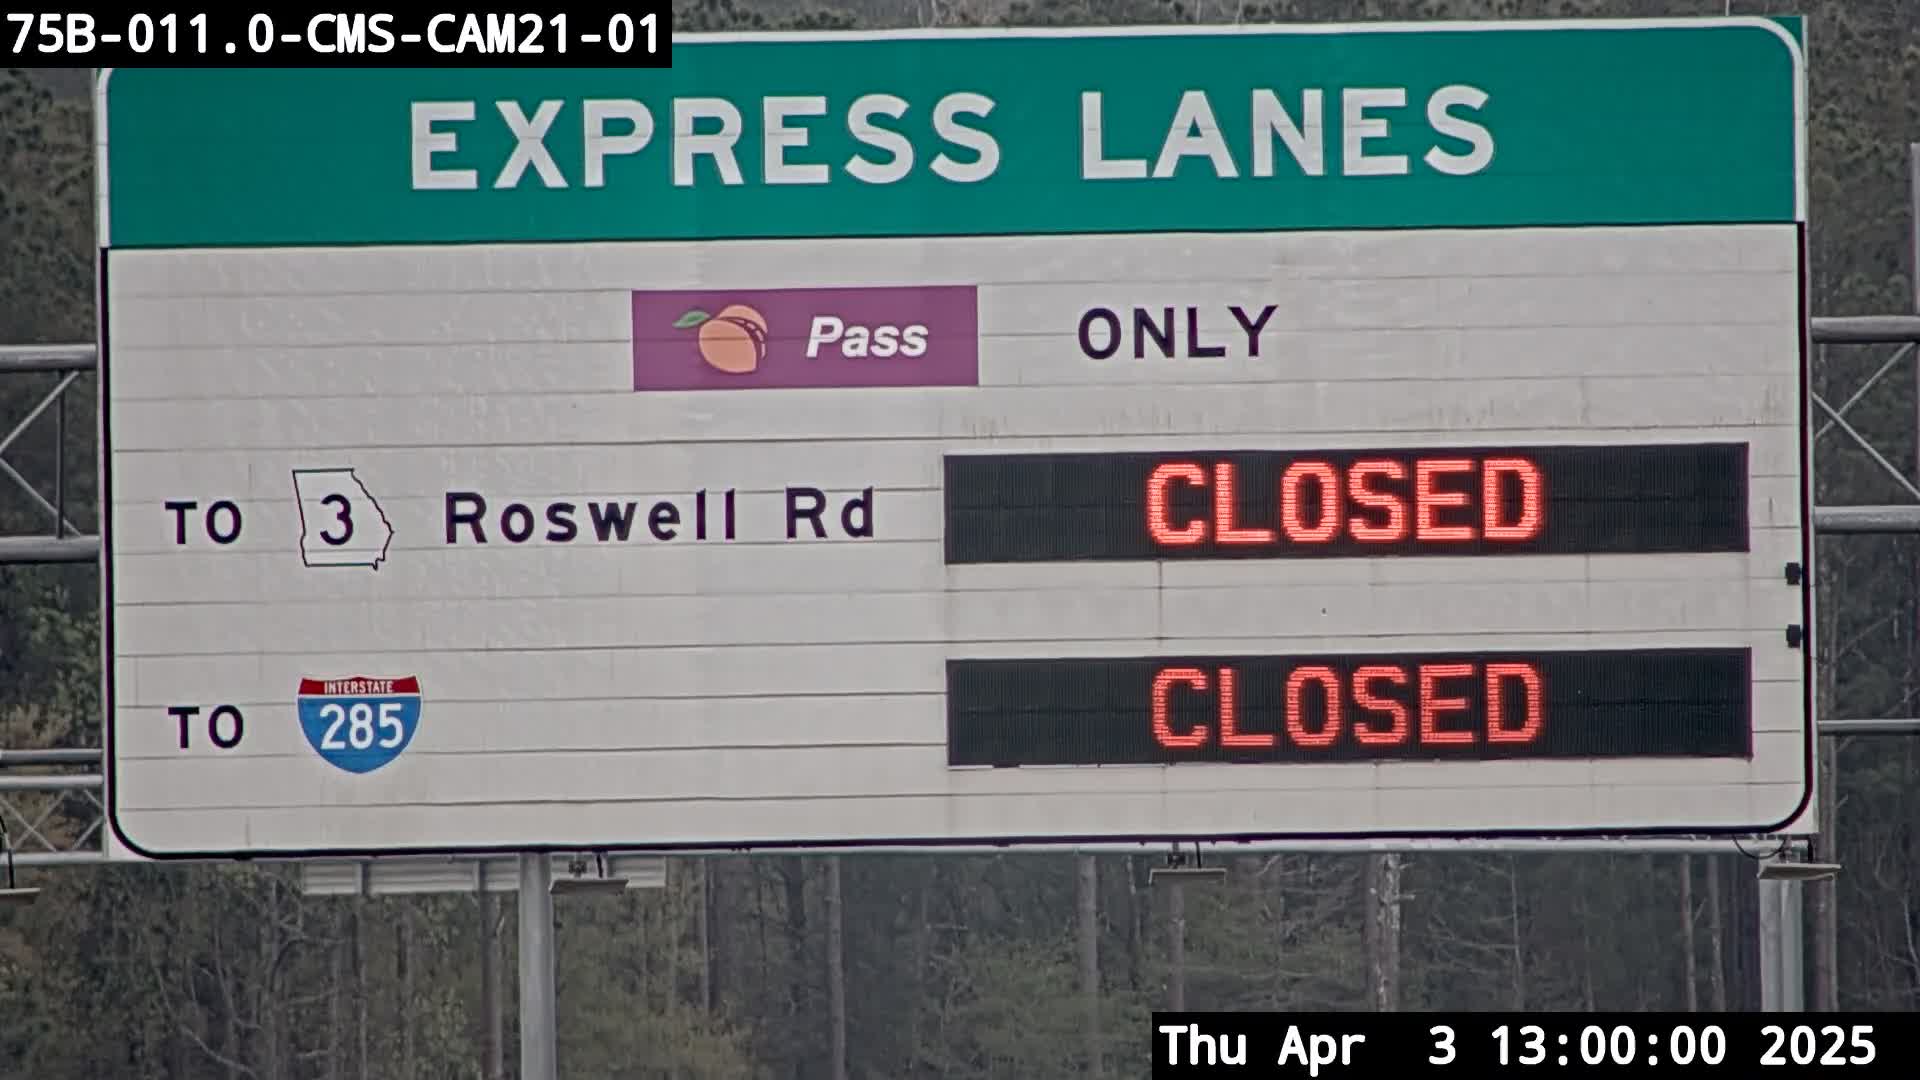 75B-011.0-CMS-CAM21-01
EXPRESS LANES
Pass ONLY
TO 3 Roswell Rd CLOSED
INTERSTATE
TO 285 CLOSED
Thu Apr 3 13:00:00 2025